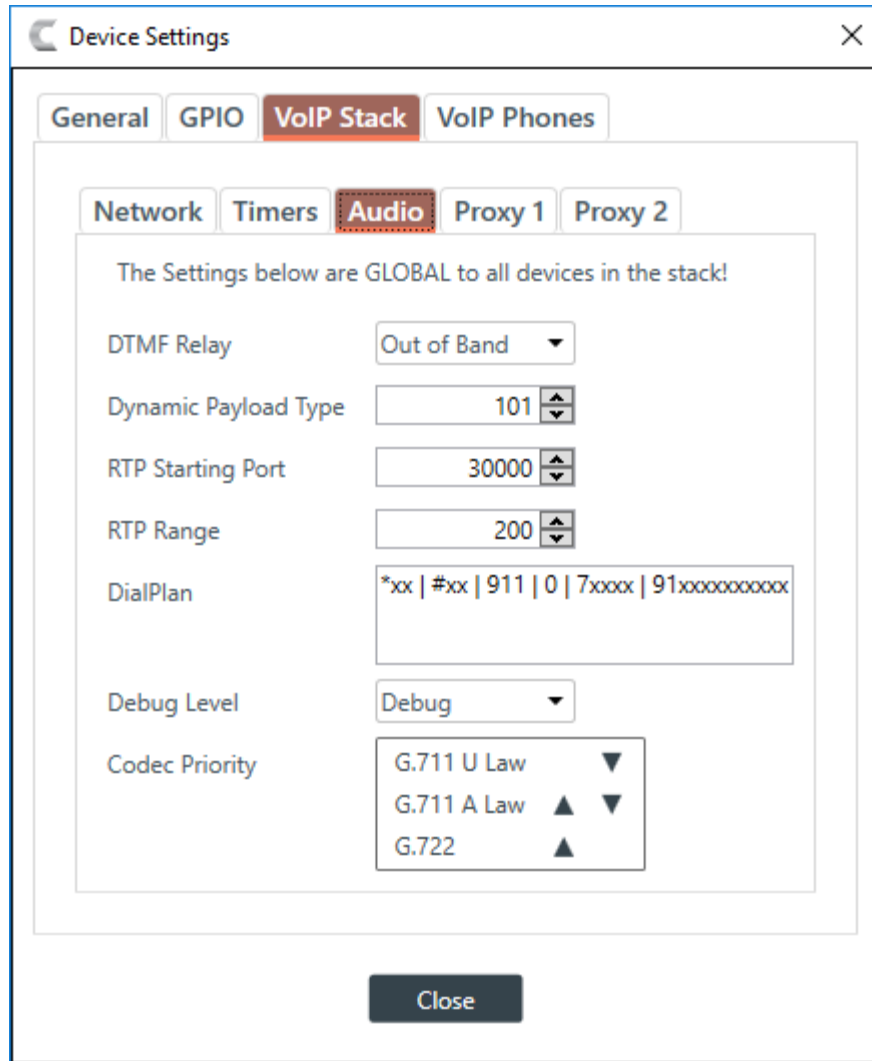 Device Settings
General GPIO VoIP Stack VoIP Phones
Network Timers Audio Proxy 1 Proxy 2
The Settings below are GLOBAL to all devices in the stack!
DTMF Relay Out of Band
Dynamic Payload Type 101
RTP Starting Port 30000
RTP Range 200
DialPlan *xx | #xx | 911 | 0 | 7xxxx | 91xxxxxxxxxx
Debug Level Debug
Codec Priority G.711 U Law
G.711 A Law
G.722
Close